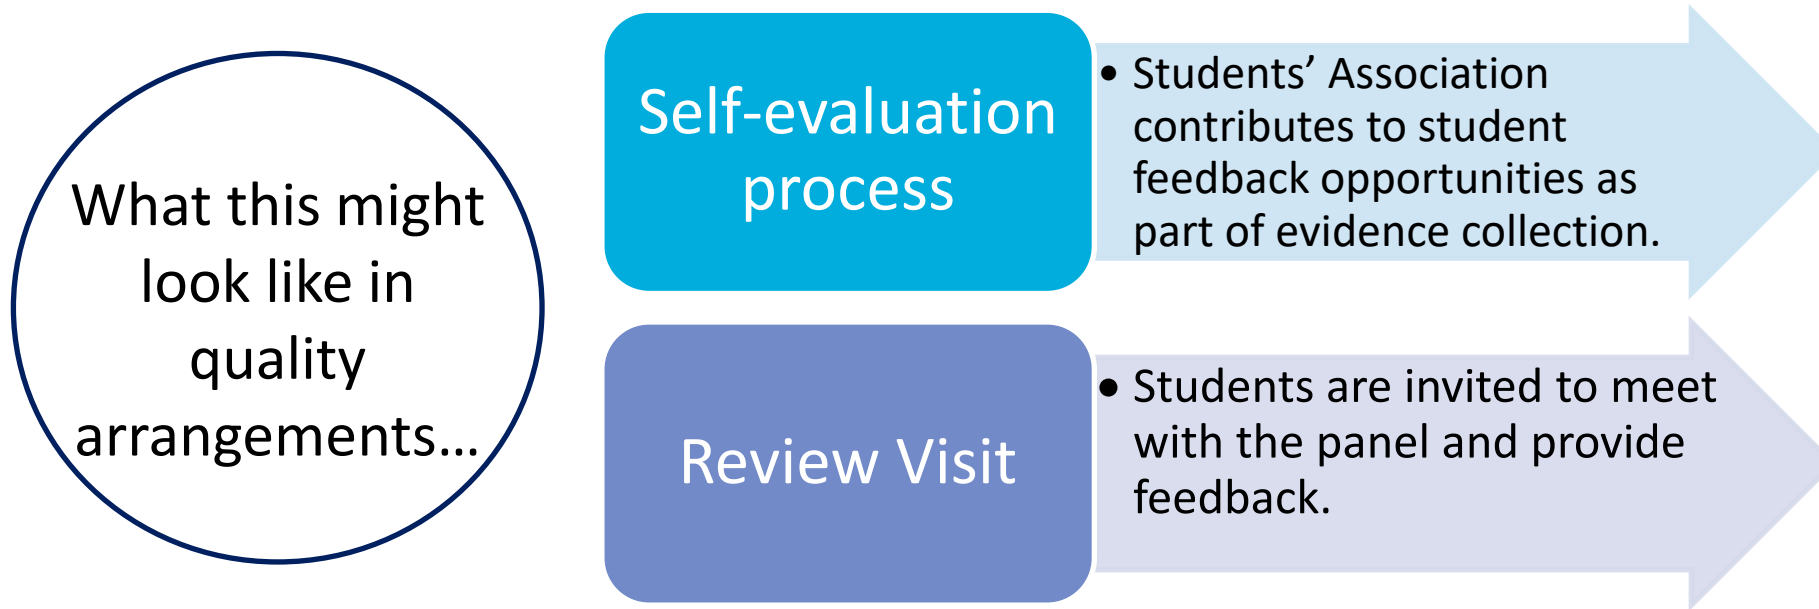 What this might
look like in
quality
arrangements…
Self-evaluation
process
• Students’ Association
contributes to student
feedback opportunities as
part of evidence collection.
Review Visit
• Students are invited to meet
with the panel and provide
feedback.